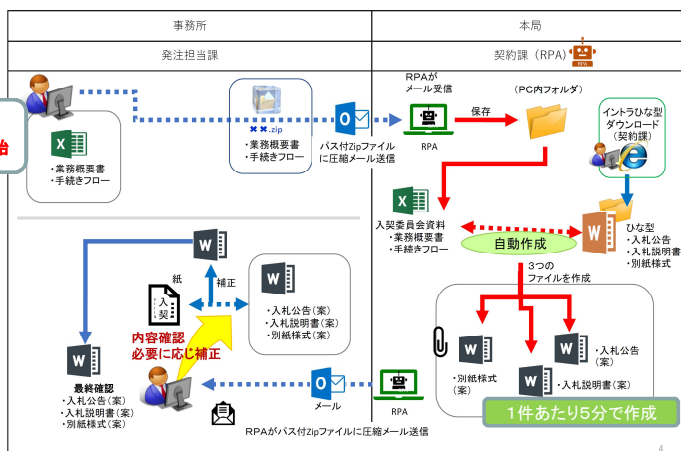 事務所
本局
発注担当課
契約課（RPA）
RPA
始
・業務概要書
・手続きフロー
××.zip
・業務概要書
・手続きフロー
パス付Zipファイル
に圧縮メール送信
RPAが
メール受信
RPA
保存
（PC内フォルダ）
イントラひな型
ダウンロード
（契約課）
入契委員会資料
・業務概要書
・手続きフロー
自動作成
ひな型
・入札公告
・入札説明書
・別紙様式
３つの
ファイルを作成
・別紙様式
（案）
・入札公告
（案）
・入札説明書（案）
１件あたり５分で作成
紙
補正
入
契
・入札公告（案）
・入札説明書（案）
・別紙様式（案）
内容確認
必要に応じ補正
最終確認
・入札公告（案）
・入札説明書（案）
・別紙様式（案）
メール
RPA
RPAがパス付Zipファイルに圧縮メール送信
4